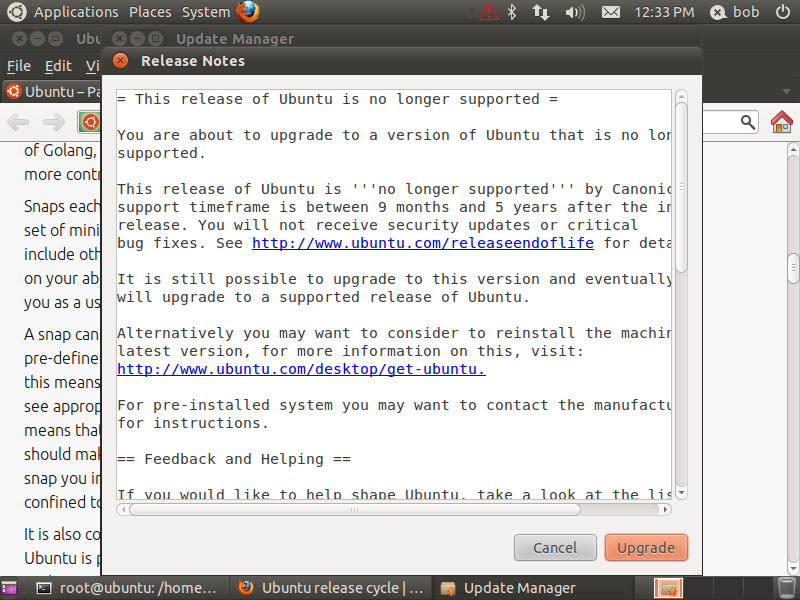 Applications Places System 12:33 PM bob
Ubu Update Manager
File Edit Vi
Release Notes
Ubuntu – Pa
= This release of Ubuntu is no longer supported =
You are about to upgrade to a version of Ubuntu that is no lon
supported.
This release of Ubuntu is '''no longer supported''' by Canonic
support timeframe is between 9 months and 5 years after the in
release. You will not receive security updates or critical
bug fixes. See http://www.ubuntu.com/releaseendoflife for deta
It is still possible to upgrade to this version and eventually
will upgrade to a supported release of Ubuntu.
Alternatively you may want to consider to reinstall the machin
latest version, for more information on this, visit:
http://www.ubuntu.com/desktop/get-ubuntu.
For pre-installed system you may want to contact the manufactu
for instructions.
== Feedback and Helping ==
If you would like to help shape Ubuntu, take a look at the lis
Cancel Upgrade
of Golang,
more contr
Snaps each
set of mini
include oth
on your ab
you as a us
A snap can
pre-define
this means
see approp
means that
should mak
snap you in
confined to
It is also co
Ubuntu is p
root@ubuntu: /home... Ubuntu release cycle | ... Update Manager